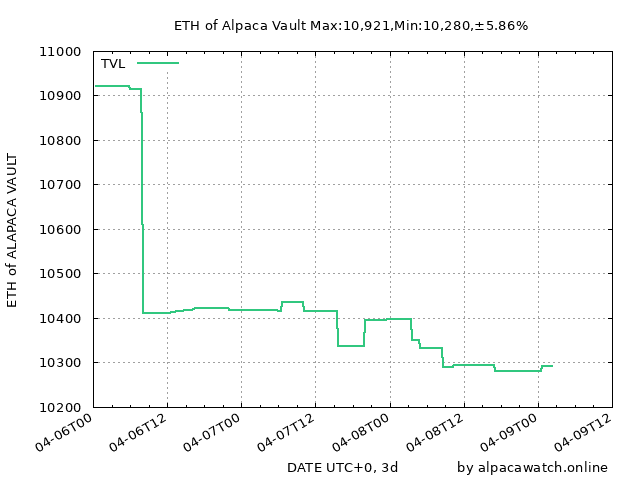 ETH of Alpaca Vault Max:10,921,Min:10,280,±5.86%
TVL
11000
10900
10800
10700
10600
10500
10400
10300
10200
ETH of ALAPACA VAULT
04-06T00
04-06T12
04-07T00
04-07T12
04-08T00
04-08T12
04-09T00
04-09T12
DATE UTC+0, 3d
by alpacawatch.online